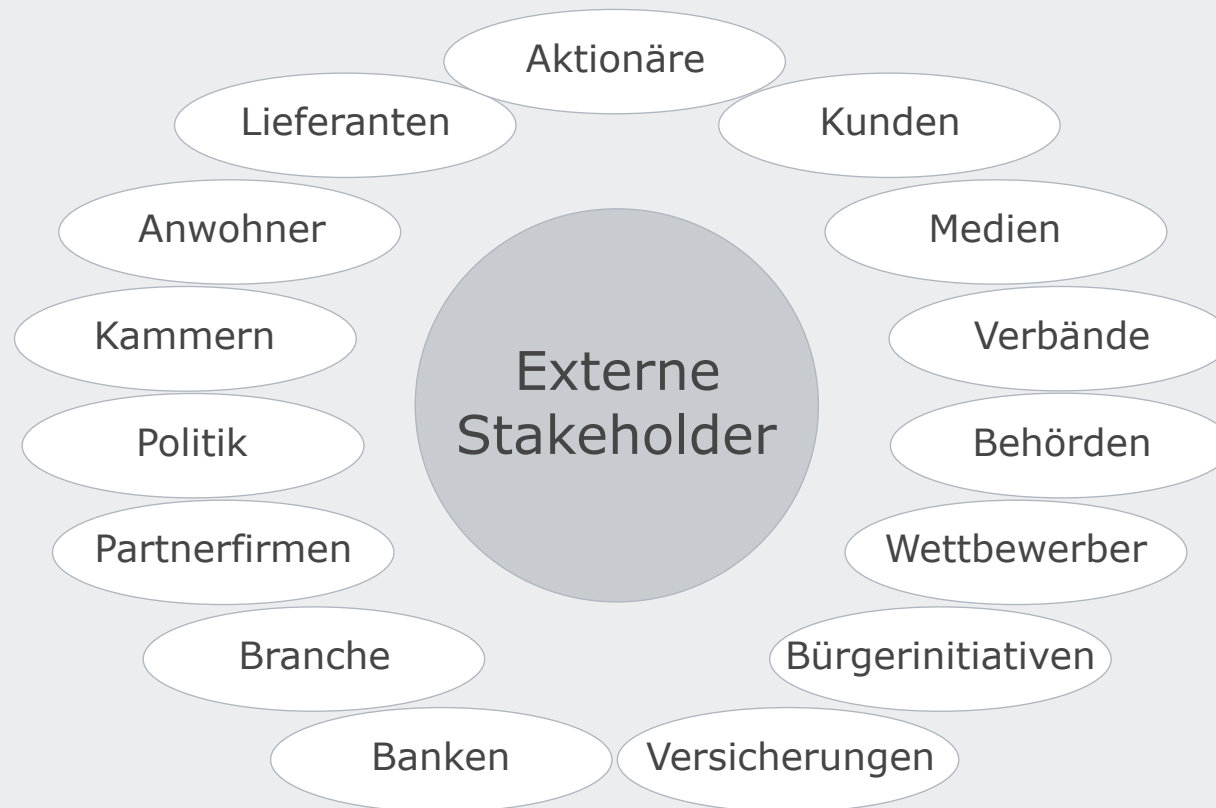 Aktionäre
Lieferanten
Kunden
Anwohner
Medien
Kammern
Verbände
Externe
Stakeholder
Politik
Behörden
Partnerfirmen
Wettbewerber
Branche
Bürgerinitiativen
Banken
Versicherungen